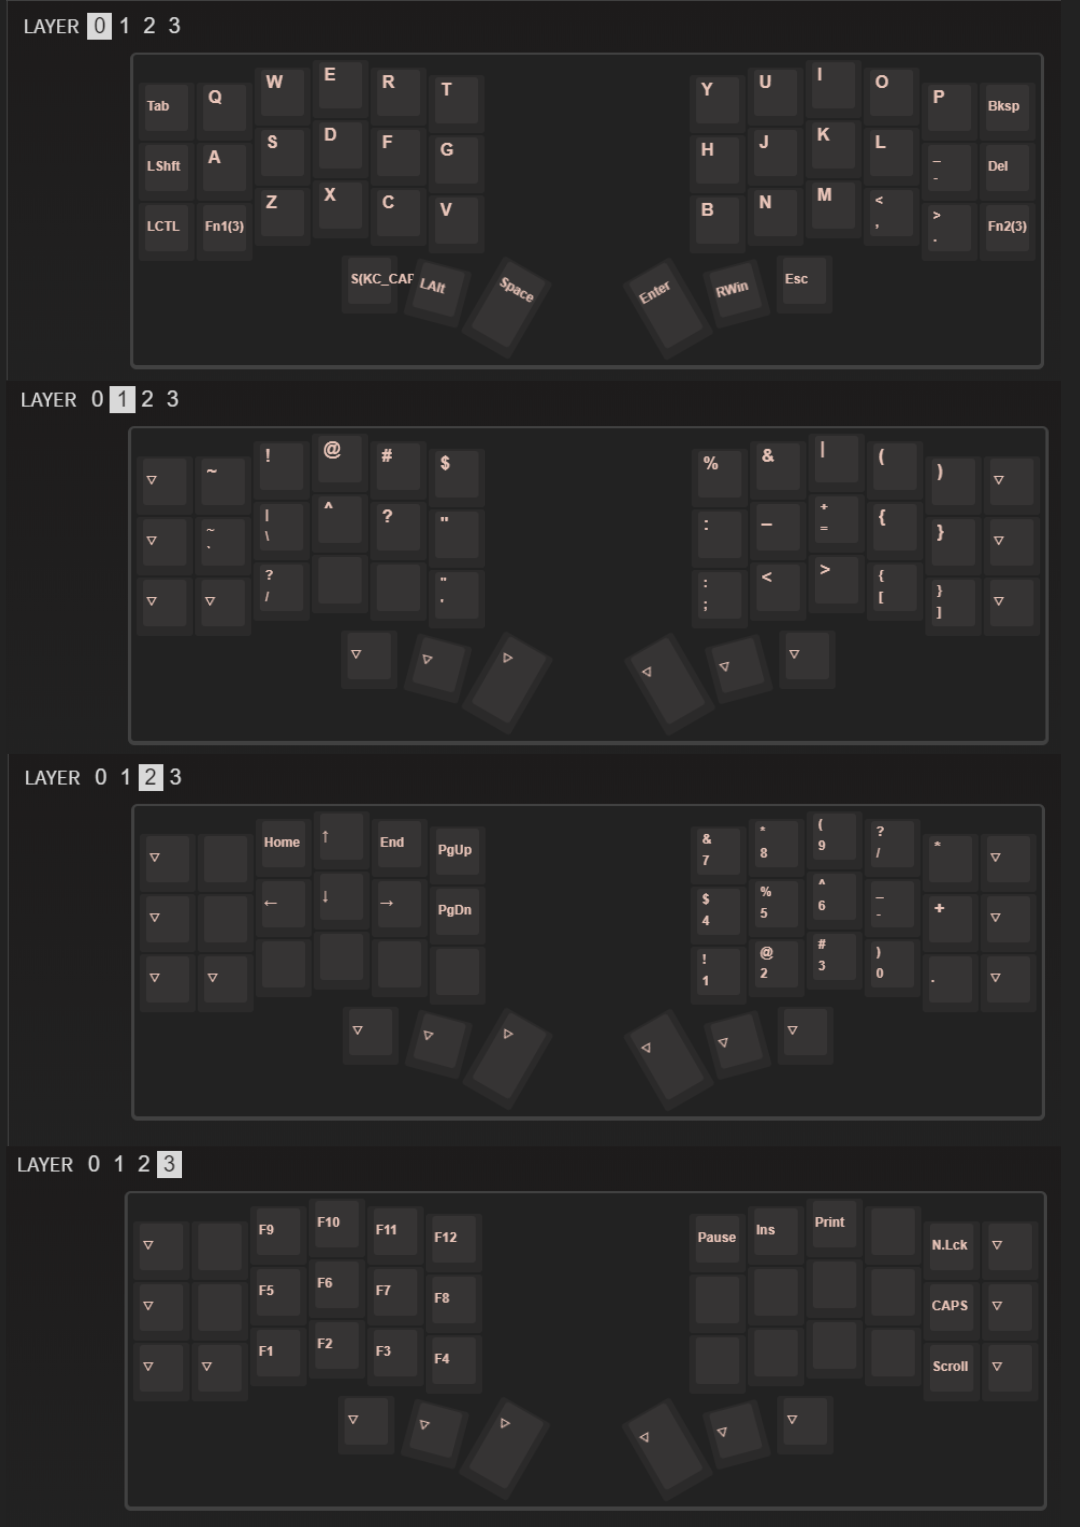 LAYER 0 1 2 3
Tab Q W E R T Y U I O P Bksp
LShft A S D F G H J K L _ - Del
LCTL Fn1(3) Z X C V B N M < , > . Fn2(3)
S(KC_CAP LAlt Space Enter RWin Esc
LAYER 0 1 2 3
▽ ~ ! @ # $ % & | ( ) ▽
▽ ~ ` | \ ^ ? " : _ + = { } ▽
▽ ▽ ? / " ' : ; < > { [ } ] ▽
▽ ▽ ▽ ▽ ▽ ▽
LAYER 0 1 2 3
▽ Home ↑ End PgUp & 7 * 8 ( 9 ? / * ▽
▽ ← ↓ → PgDn $ 4 % 5 ^ 6 _ - + ▽
▽ ▽ ! 1 @ 2 # 3 ) 0 . ▽
▽ ▽ ▽ ▽ ▽ ▽
LAYER 0 1 2 3
▽ F9 F10 F11 F12 Pause Ins Print N.Lck ▽
▽ F5 F6 F7 F8 CAPS ▽
▽ ▽ F1 F2 F3 F4 Scroll ▽
▽ ▽ ▽ ▽ ▽ ▽